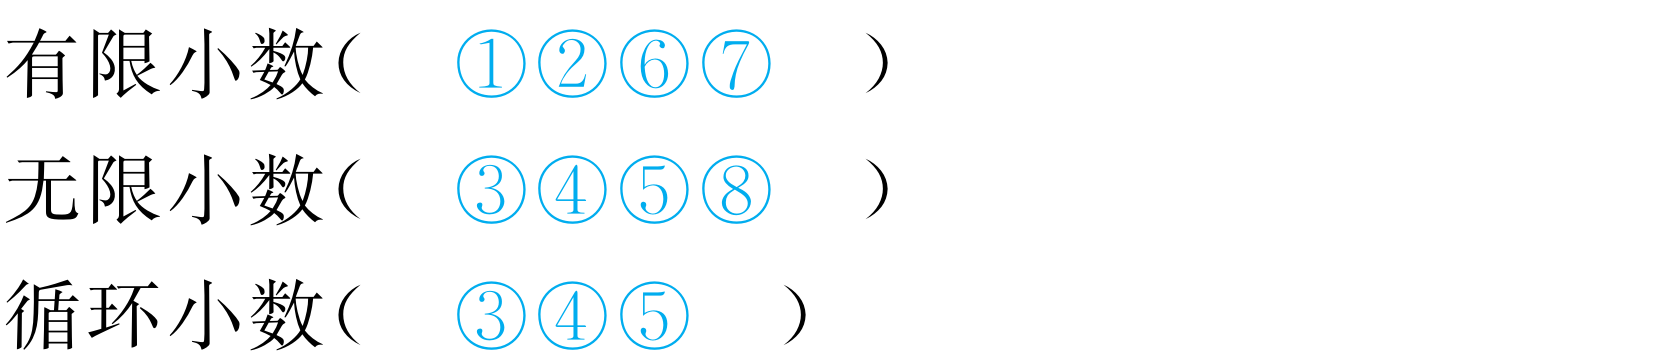 有限小数( ①②⑥⑦ )
无限小数( ③④⑤⑧ )
循环小数( ③④⑤ )